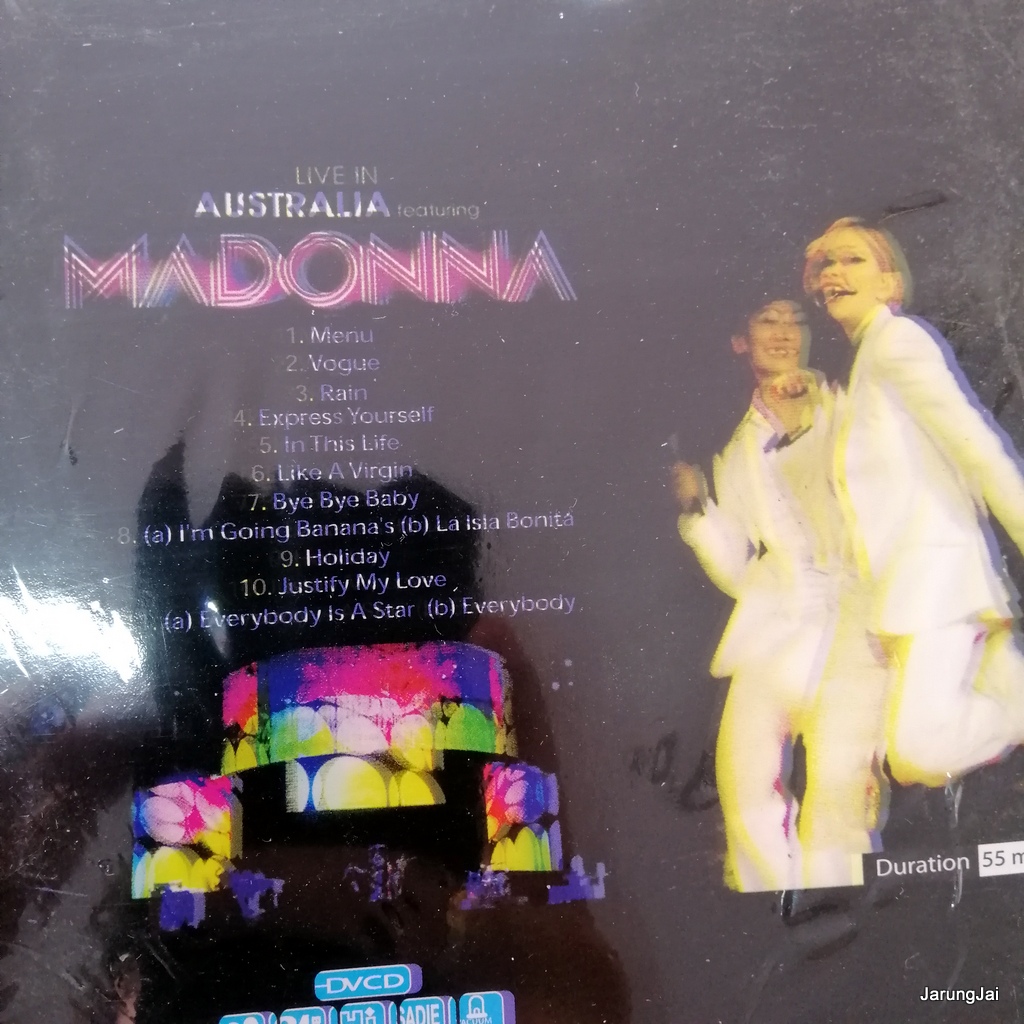 LIVE IN
AUSTRALIA featuring
MADONNA
1. Menu
2. Vogue
3. Rain
4. Express Yourself
5. In This Life
6. Like A Virgin
7. Bye Bye Baby
8. (a) I'm Going Banana's (b) La Isla Bonita
9. Holiday
10. Justify My Love
(a) Everybody Is A Star (b) Everybody
Duration 55 m
DVCD
SADIE
JarungJai